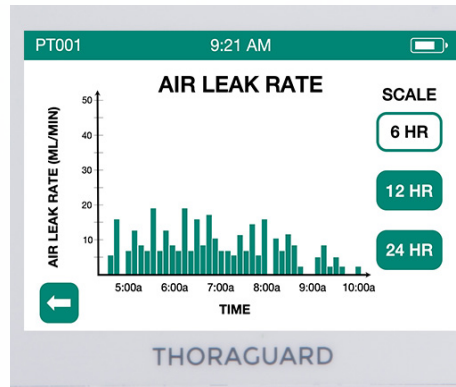 PT001 9:21 AM
AIR LEAK RATE
SCALE
6 HR
12 HR
24 HR
AIR LEAK RATE (ML/MIN)
50
40
30
20
10
5:00a 6:00a 7:00a 8:00a 9:00a 10:00a
TIME
THORAGUARD